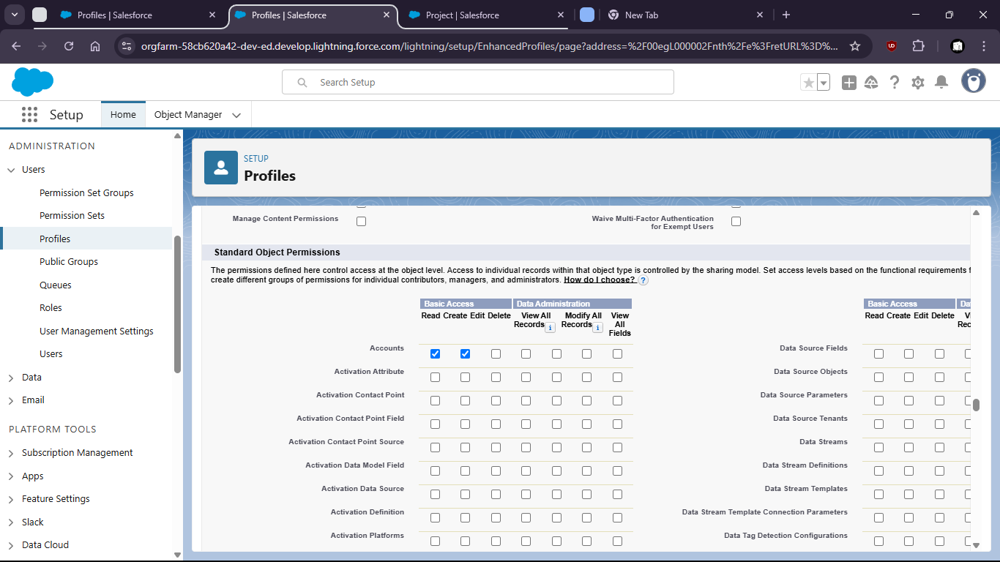 Profiles | Salesforce
Profiles | Salesforce
Project | Salesforce
New Tab
orgfarm-58cb620a42-dev-ed.develop.lightning.force.com/lightning/setup/EnhancedProfiles/page?address=%2F00egL000002Fnth%2Fe%3FretURL%3D%...
Search Setup
Setup
Home
Object Manager
ADMINISTRATION
Users
Permission Set Groups
Permission Sets
Profiles
Public Groups
Queues
Roles
User Management Settings
Users
Data
Email
PLATFORM TOOLS
Subscription Management
Apps
Feature Settings
Slack
Data Cloud
SETUP
Profiles
Manage Content Permissions
Waive Multi-Factor Authentication
for Exempt Users
Standard Object Permissions
The permissions defined here control access at the object level. Access to individual records within that object type is controlled by the sharing model. Set access levels based on the functional requirements f
create different groups of permissions for individual contributors, managers, and administrators. How do I choose? ?
Basic Access Data Administration
Read Create Edit Delete View All Records i Modify All Records i View All Fields
Basic Access Da
Read Create Edit Delete Vi
Rec
Accounts
Data Source Fields
Activation Attribute
Data Source Objects
Activation Contact Point
Data Source Parameters
Activation Contact Point Field
Data Source Tenants
Activation Contact Point Source
Data Streams
Activation Data Model Field
Data Stream Definitions
Activation Data Source
Data Stream Templates
Activation Definition
Data Stream Template Connection Parameters
Activation Platforms
Data Tag Detection Configurations